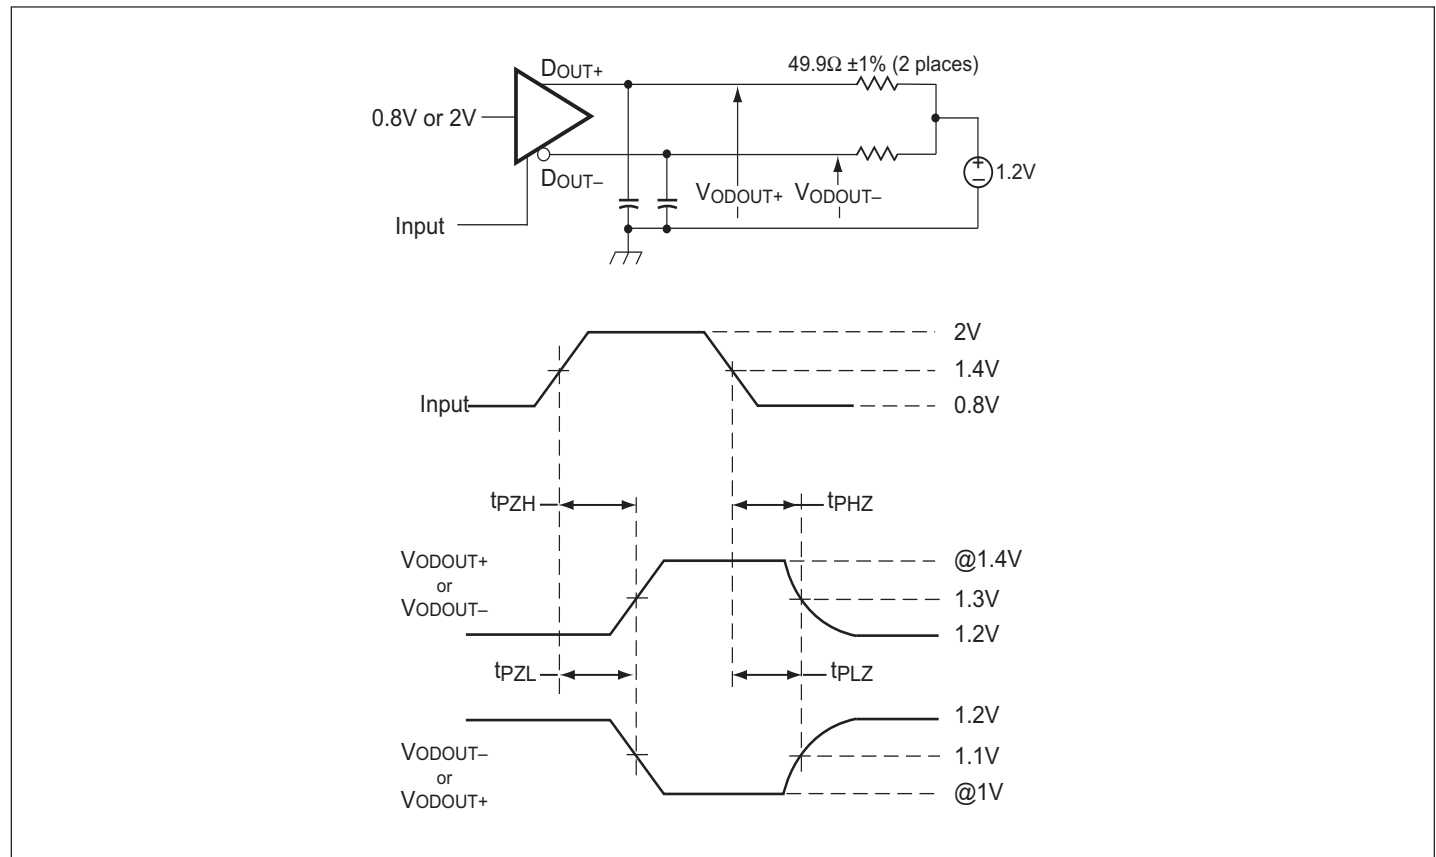 DOUT+
49.9Ω ±1% (2 places)
0.8V or 2V
DOUT–
VODOUT+
VODOUT–
+
–
1.2V
Input
2V
1.4V
Input
0.8V
tPZH
tPHZ
VODOUT+
or
VODOUT–
@1.4V
1.3V
1.2V
tPZL
tPLZ
VODOUT–
or
VODOUT+
1.2V
1.1V
@1V